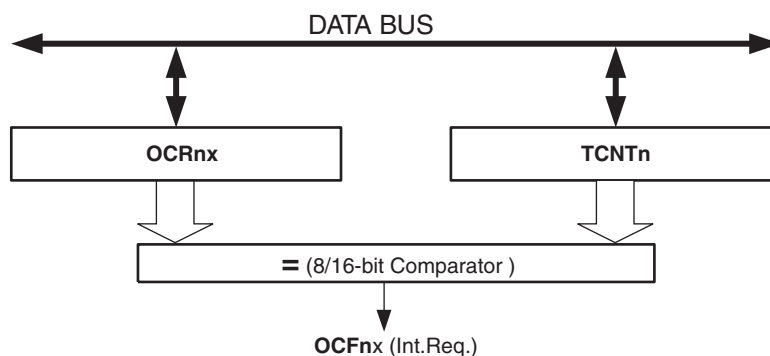 DATA BUS
OCRnx
TCNTn
= (8/16-bit Comparator )
OCFnx (Int.Req.)